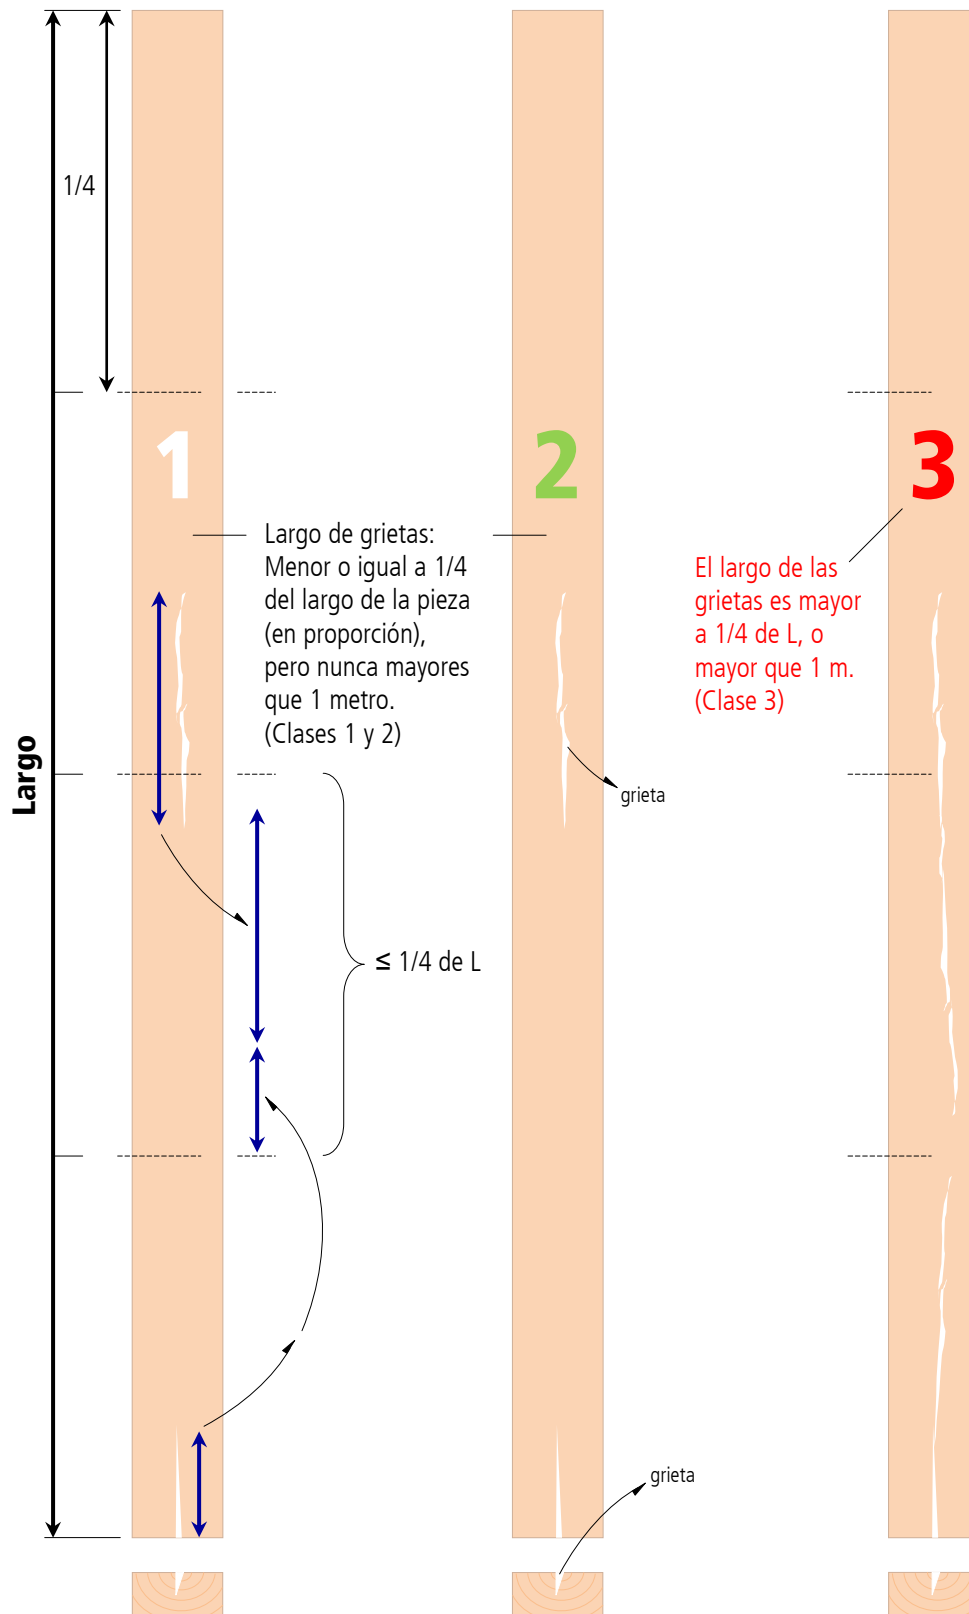 1/4
1
2
3
Largo de grietas:
Menor o igual a 1/4
del largo de la pieza
(en proporción),
pero nunca mayores
que 1 metro.
(Clases 1 y 2)
El largo de las
grietas es mayor
a 1/4 de L, o
mayor que 1 m.
(Clase 3)
Largo
grieta
≤ 1/4 de L
grieta